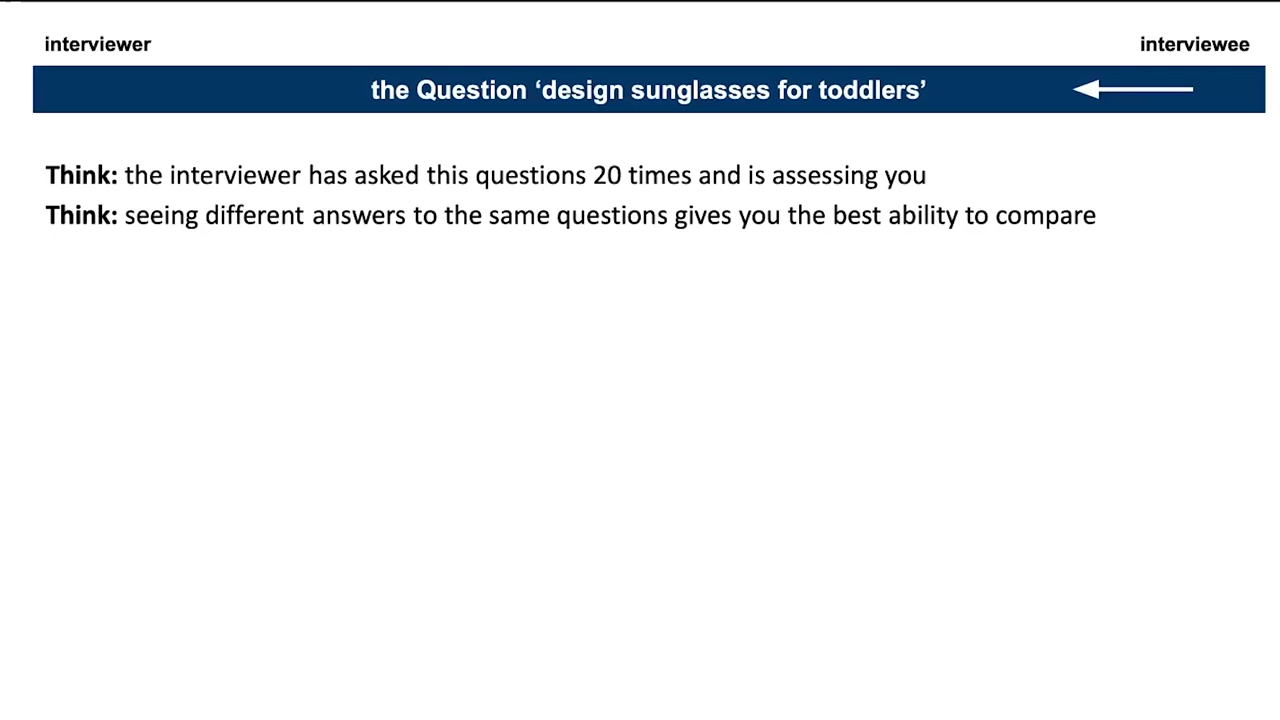 interviewer
interviewee
the Question ‘design sunglasses for toddlers’
Think: the interviewer has asked this questions 20 times and is assessing you
Think: seeing different answers to the same questions gives you the best ability to compare